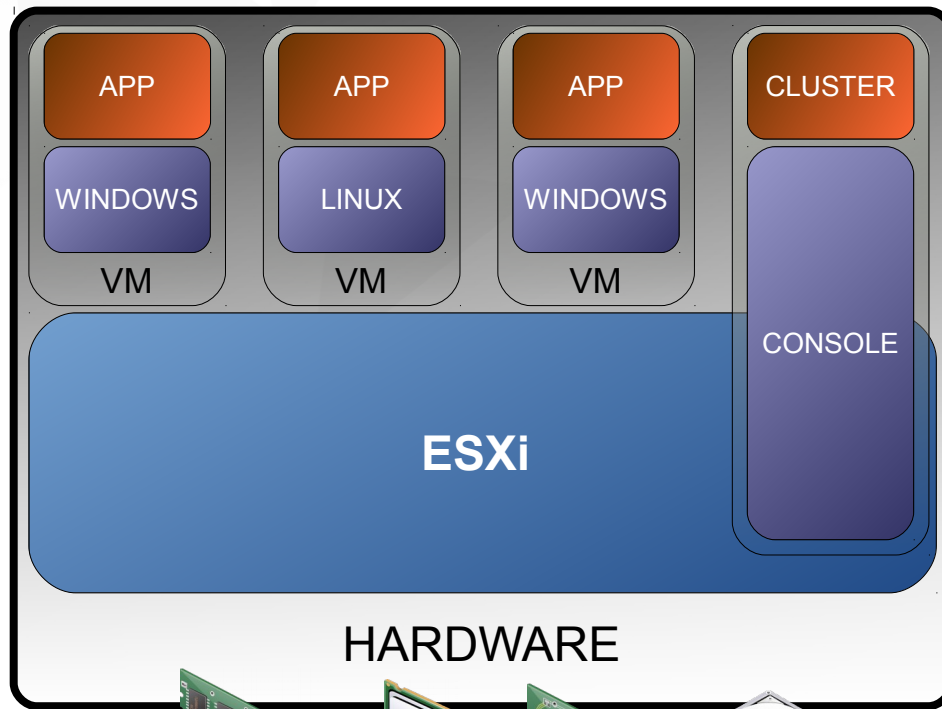 APP
APP
APP
CLUSTER
WINDOWS
LINUX
WINDOWS
VM
VM
VM
CONSOLE
ESXi
HARDWARE